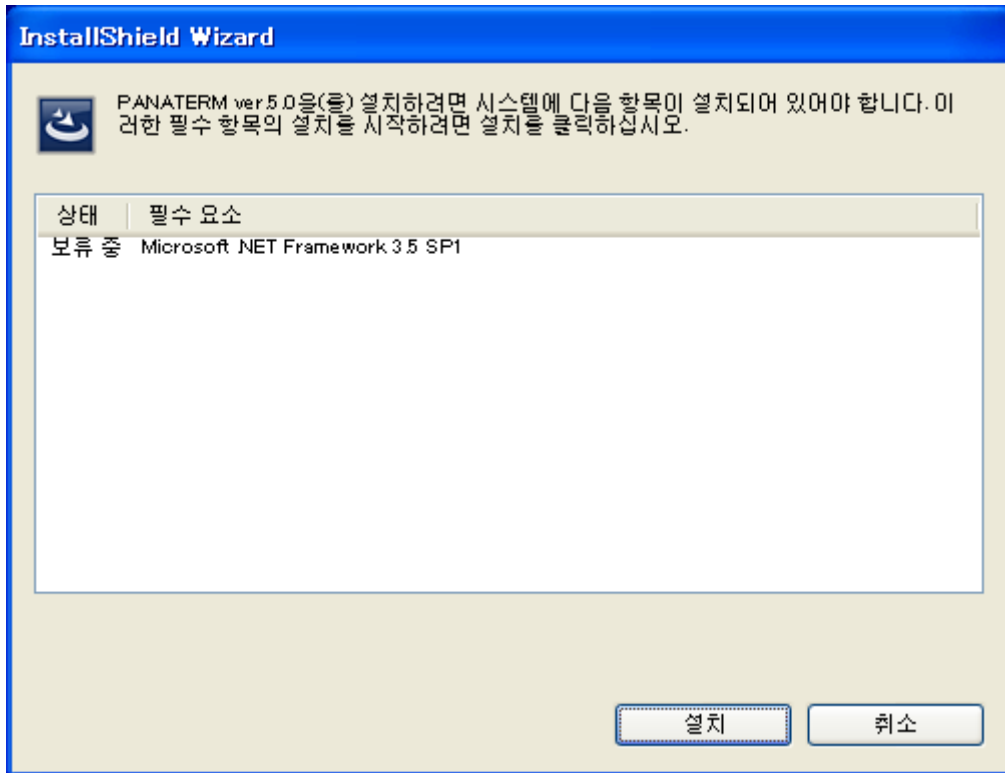 InstallShield Wizard
PANATERM ver.5.0을(를) 설치하려면 시스템에 다음 항목이 설치되어 있어야 합니다. 이
러한 필수 항목의 설치를 시작하려면 설치를 클릭하십시오.
상태 필수 요소
보류 중 Microsoft .NET Framework 3.5 SP1
설치 취소